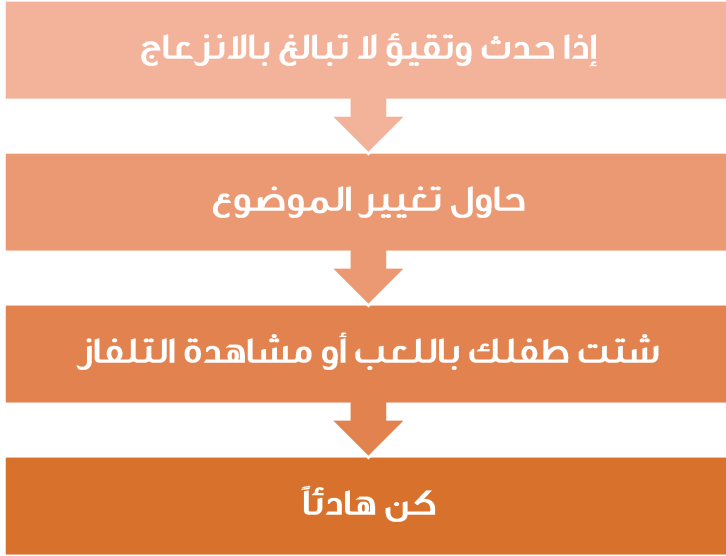 إذا حدث وتقيؤ لا تبالغ بالانزعاج
حاول تغيير الموضوع
شتت طفلك باللعب أو مشاهدة التلفاز
كن هادئاً